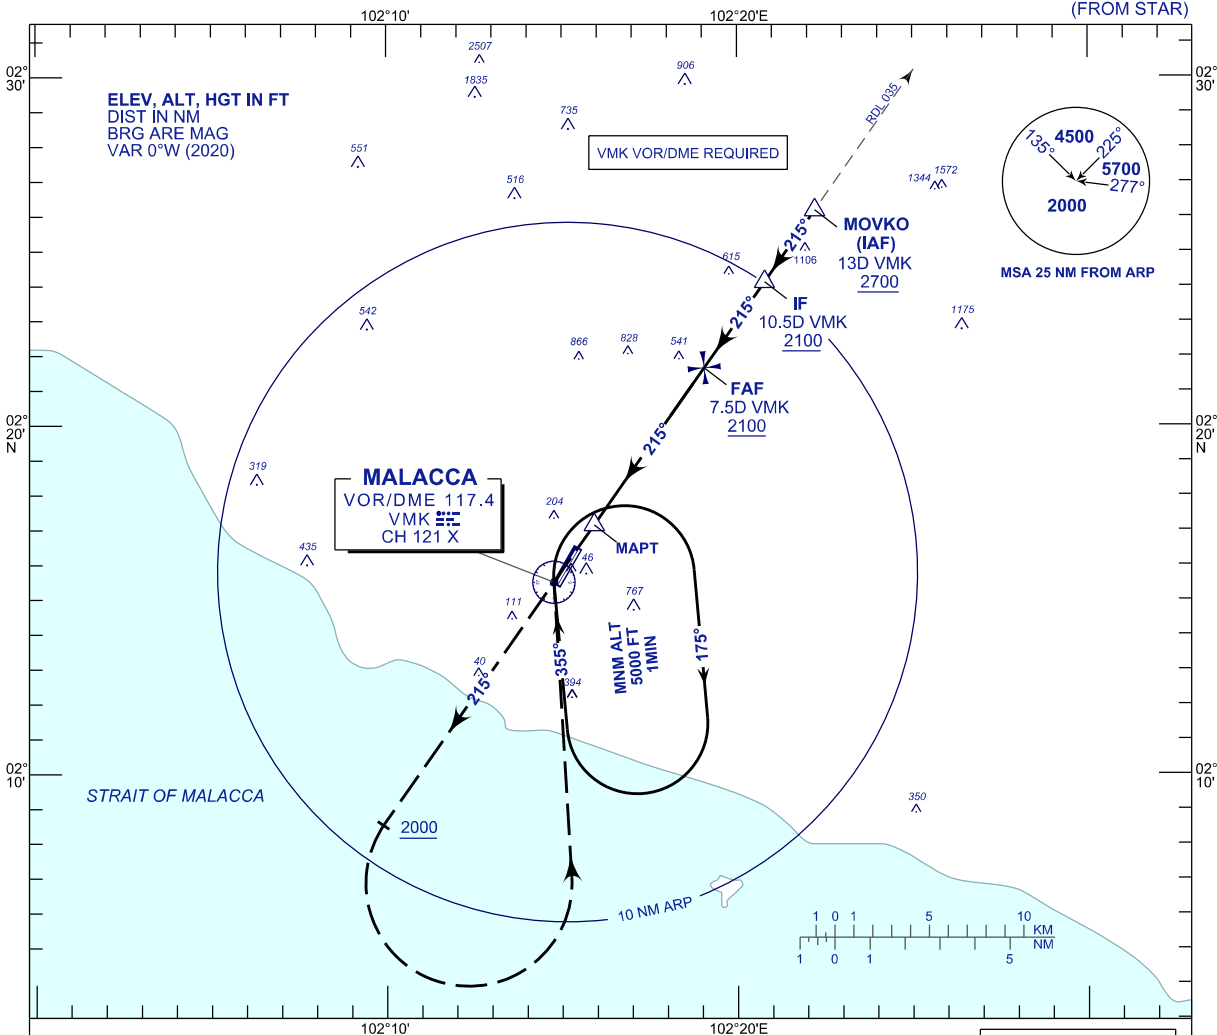 (FROM STAR)
102°10'
102°20'E
02°
30'
02°
30'
2507
1835
906
735
551
516
ELEV, ALT, HGT IN FT
DIST IN NM
BRG ARE MAG
VAR 0°W (2020)
VMK VOR/DME REQUIRED
RDL 035
135°
4500
225°
5700
277°
2000
MSA 25 NM FROM ARP
1344
1572
215°
MOVKO
(IAF)
13D VMK
2700
1106
615
IF
10.5D VMK
2100
215°
542
866
828
541
1175
FAF
7.5D VMK
2100
02°
20'
N
02°
20'
N
215°
319
MALACCA
VOR/DME 117.4
VMK
CH 121 X
204
MAPT
435
46
111
767
MNM ALT
5000 FT
1MIN
355°
175°
40
394
215°
02°
10'
02°
10'
STRAIT OF MALACCA
2000
350
10 NM ARP
1 0 1 5 10 KM
1 0 1 5 NM
102°10'
102°20'E